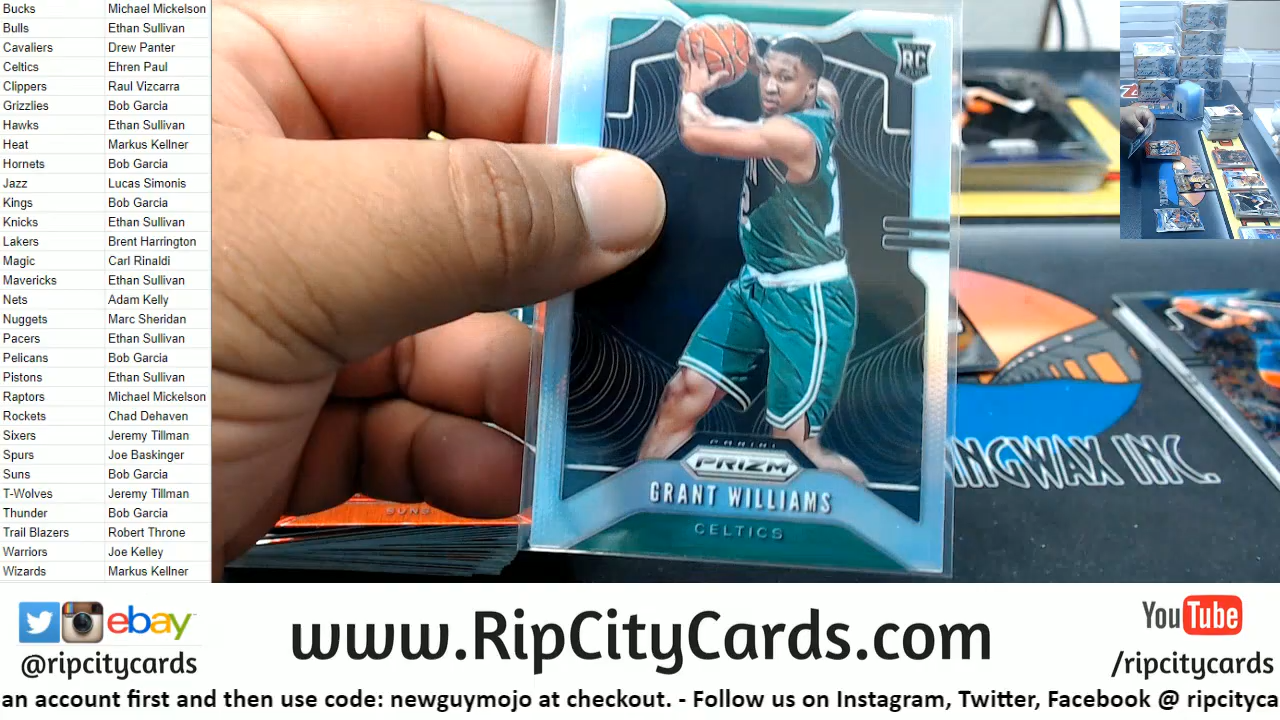 Bucks Michael Mickelson
Bulls Ethan Sullivan
Cavaliers Drew Panter
Celtics Ehren Paul
Clippers Raul Vizcarra
Grizzlies Bob Garcia
Hawks Ethan Sullivan
Heat Markus Kellner
Hornets Bob Garcia
Jazz Lucas Simonis
Kings Bob Garcia
Knicks Ethan Sullivan
Lakers Brent Harrington
Magic Carl Rinaldi
Mavericks Ethan Sullivan
Nets Adam Kelly
Nuggets Marc Sheridan
Pacers Ethan Sullivan
Pelicans Bob Garcia
Pistons Ethan Sullivan
Raptors Michael Mickelson
Rockets Chad Dehaven
Sixers Jeremy Tillman
Spurs Joe Baskinger
Suns Bob Garcia
T-Wolves Jeremy Tillman
Thunder Bob Garcia
Trail Blazers Robert Throne
Warriors Joe Kelley
Wizards Markus Kellner
RC
PANINI
PRIZM
GRANT WILLIAMS
CELTICS
SUNS
NGWAX INC.
ebay
@ripcitycards
www.RipCityCards.com
YouTube
/ripcitycards
an account first and then use code: newguymojo at checkout. - Follow us on Instagram, Twitter, Facebook @ ripcityca